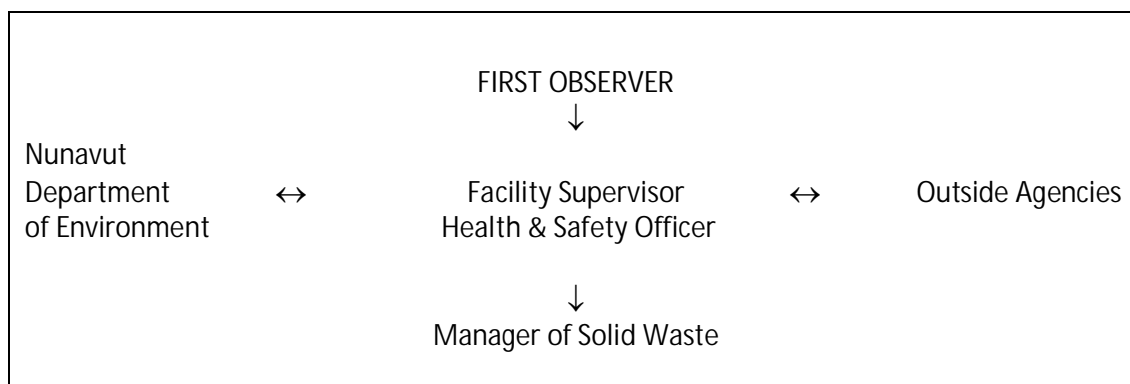 FIRST OBSERVER
↓
Nunavut
Department ↔ Facility Supervisor ↔ Outside Agencies
of Environment Health & Safety Officer
↓
Manager of Solid Waste